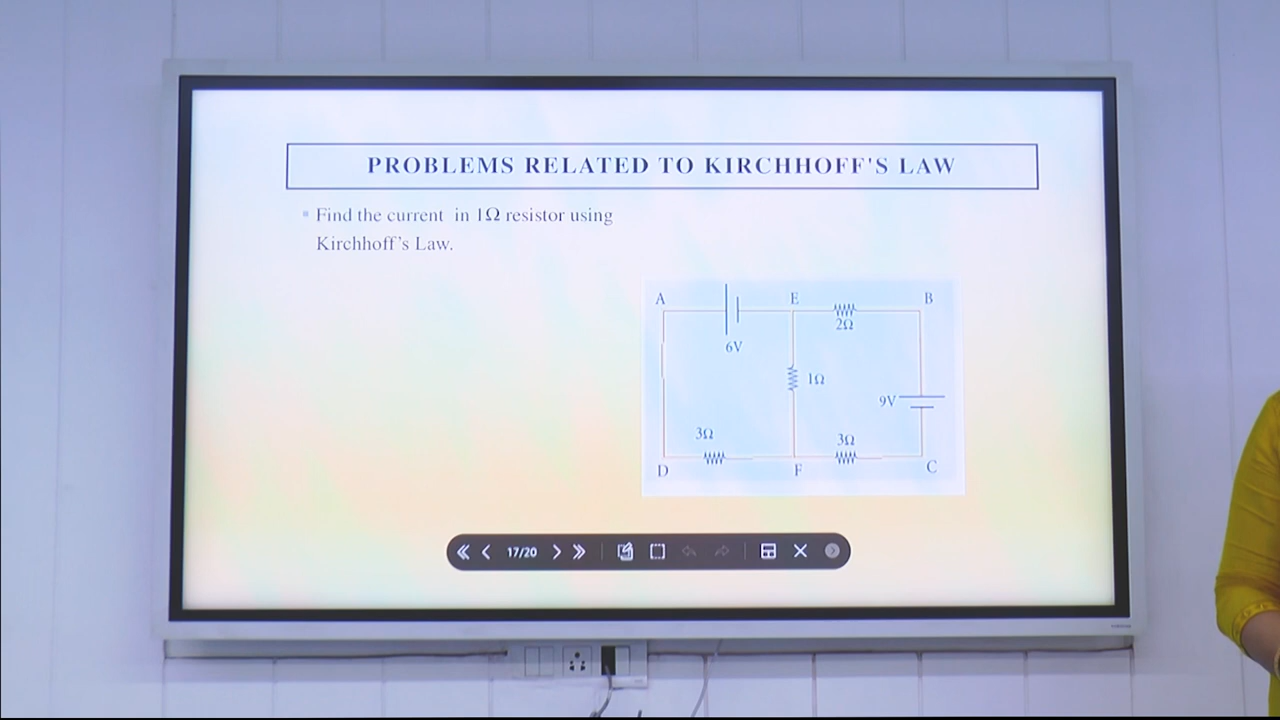 PROBLEMS RELATED TO KIRCHHOFF'S LAW
Find the current in 1Ω resistor using
Kirchhoff's Law.
A E B
2Ω
6V
1Ω
9V
3Ω 3Ω
D F C
17/20